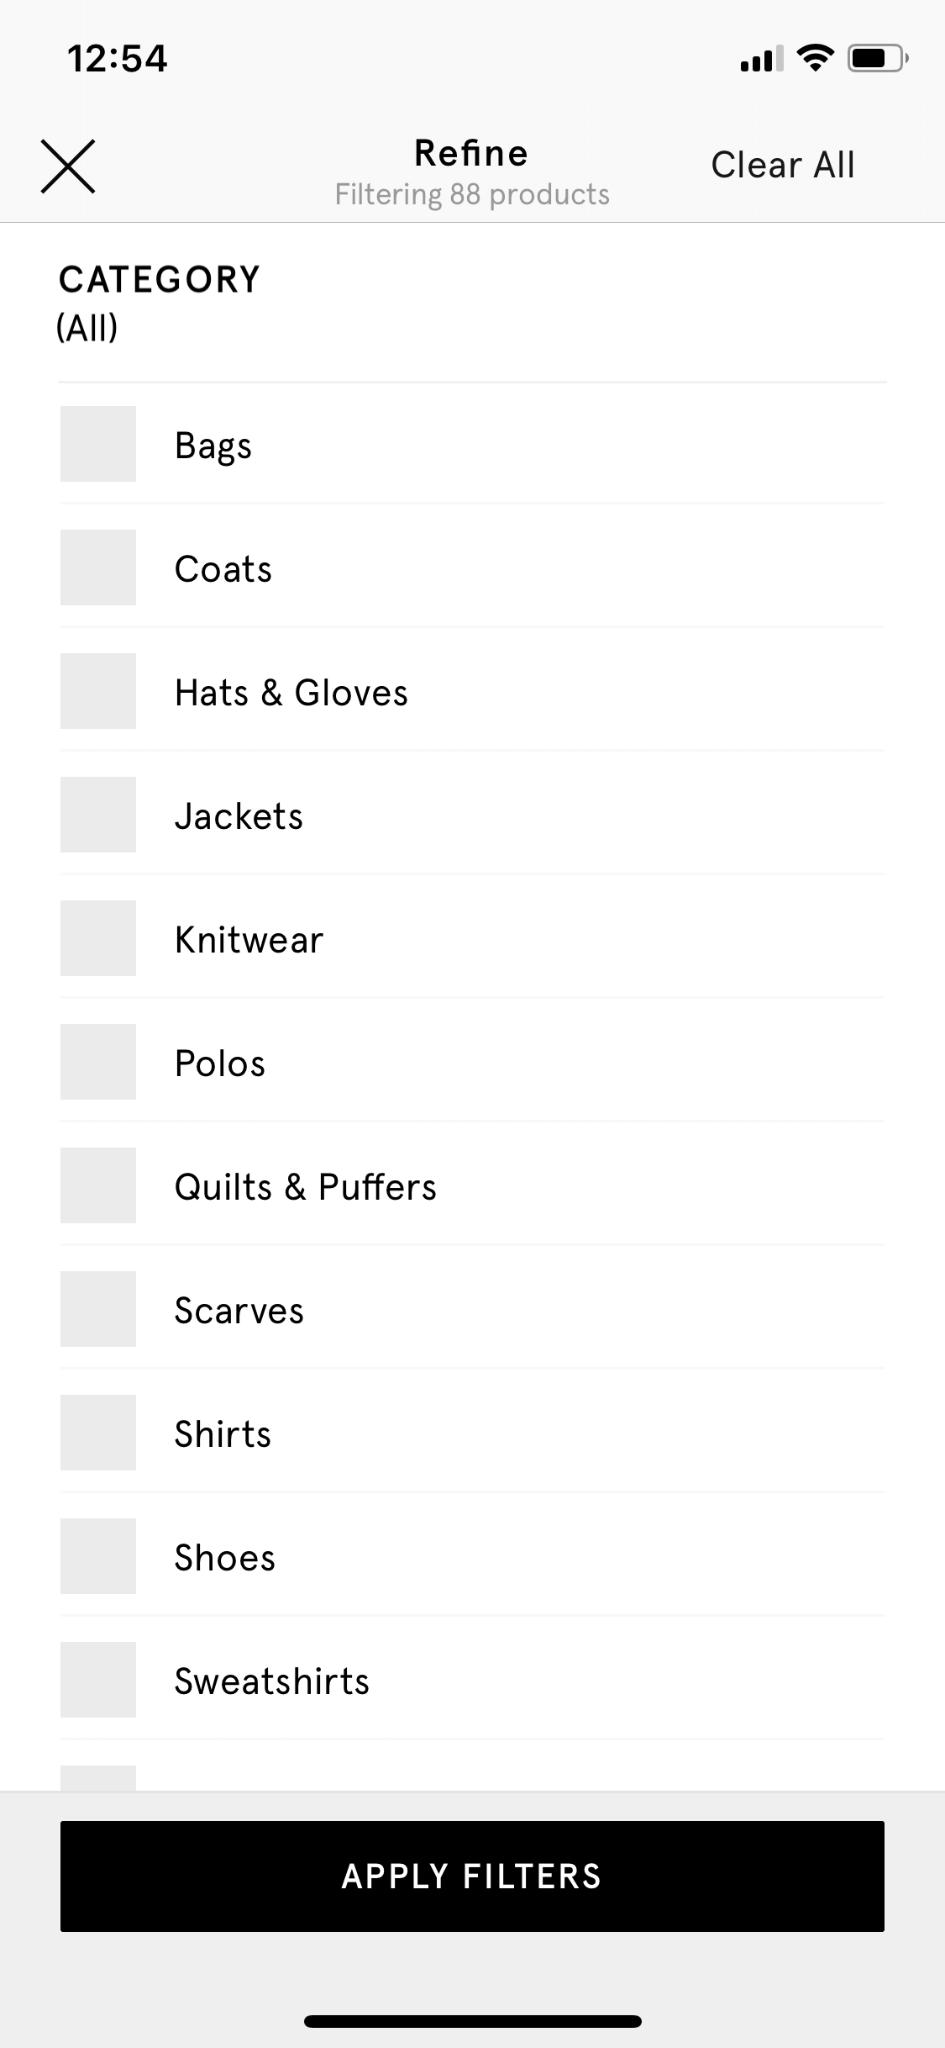 12:54
Refine
Filtering 88 products
Clear All
CATEGORY
(All)
Bags
Coats
Hats & Gloves
Jackets
Knitwear
Polos
Quilts & Puffers
Scarves
Shirts
Shoes
Sweatshirts
APPLY FILTERS